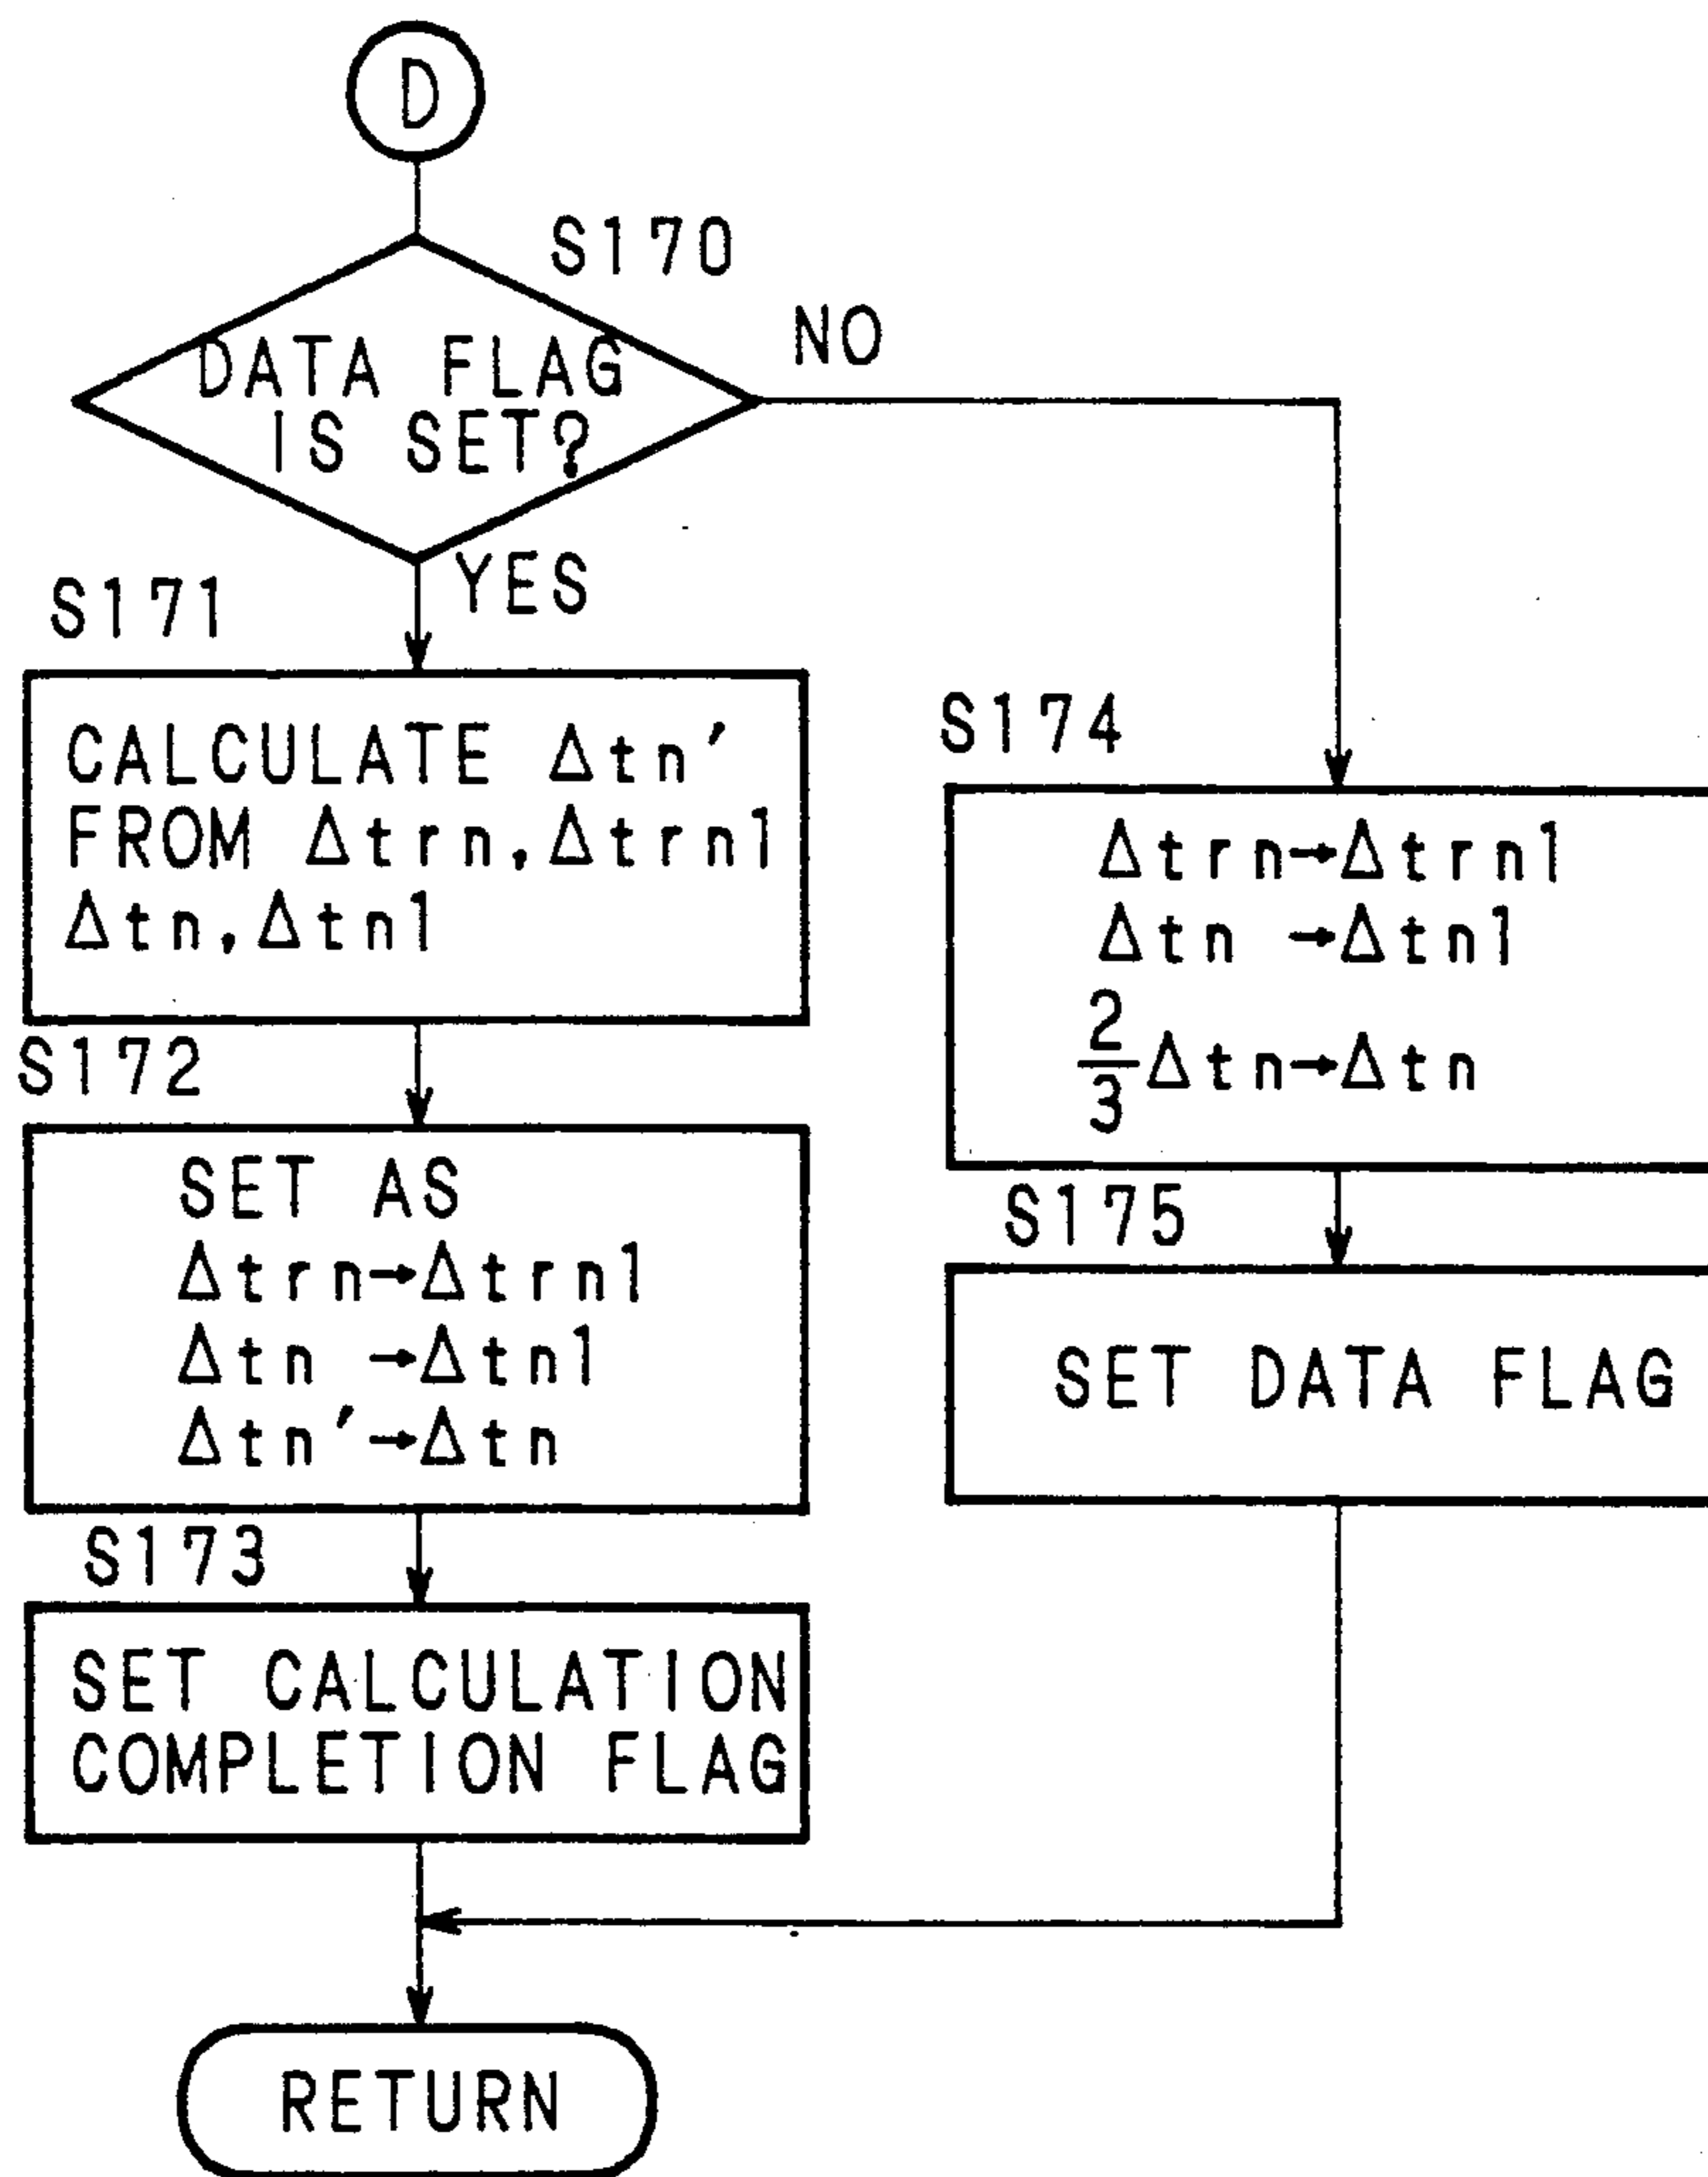 D
S170
DATA FLAG
IS SET?
NO
YES
S171
CALCULATE Δtn′
FROM Δtrn,Δtrn1
Δtn,Δtn1
S172
SET AS
Δtrn→Δtrn1
Δtn →Δtn1
Δtn′→Δtn
S173
SET CALCULATION
COMPLETION FLAG
S174
Δtrn→Δtrn1
Δtn →Δtn1
2/3Δtn→Δtn
S175
SET DATA FLAG
RETURN